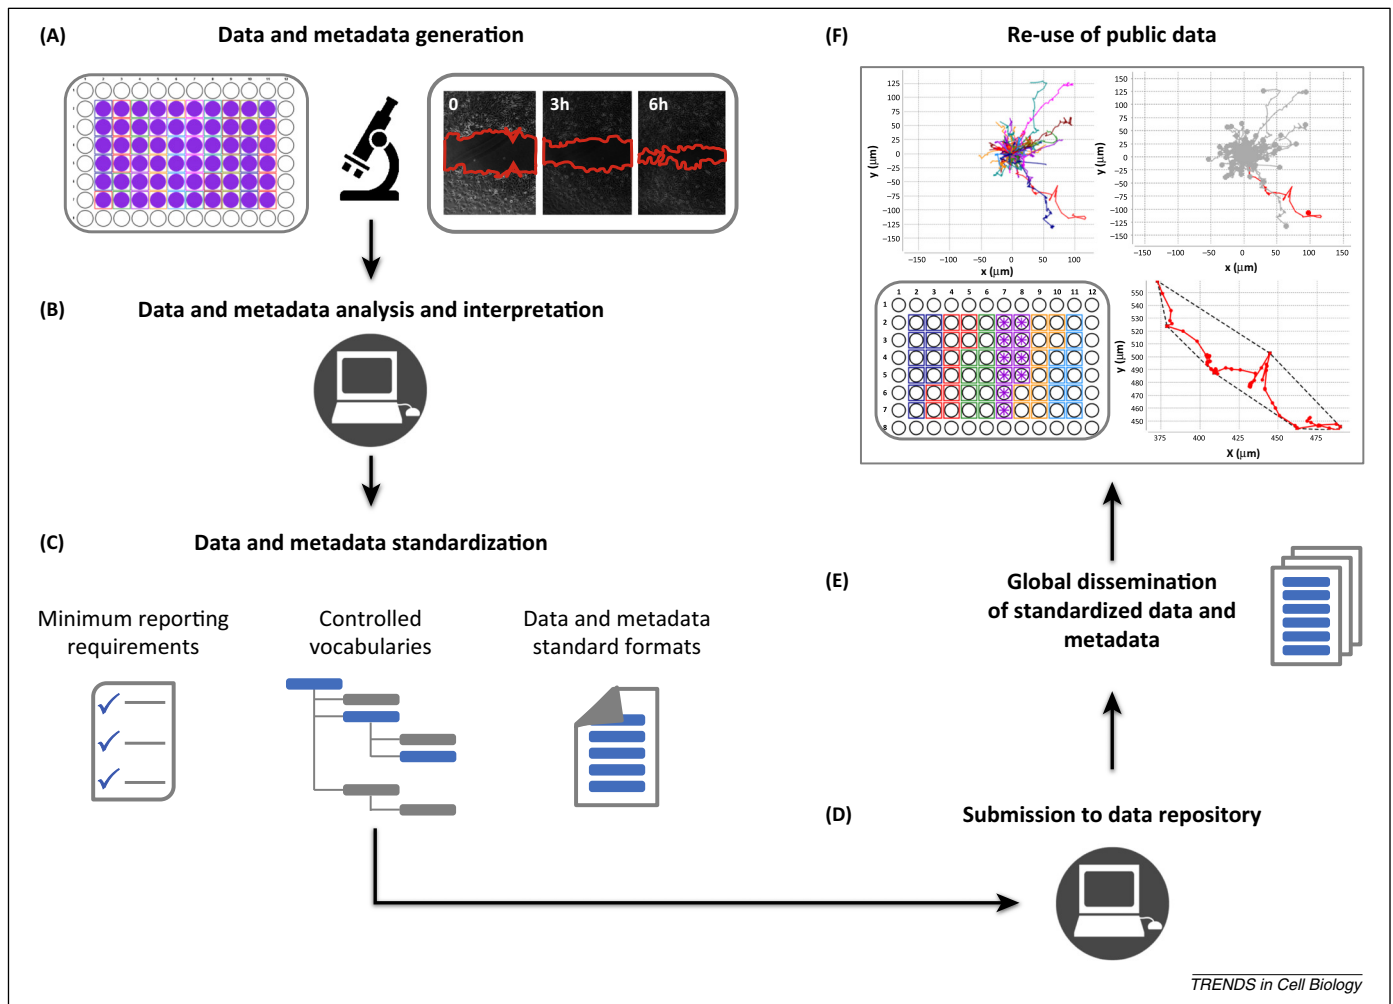 (A) Data and metadata generation
0 3h 6h
(B) Data and metadata analysis and interpretation
(C) Data and metadata standardization
Minimum reporting
requirements
Controlled
vocabularies
Data and metadata
standard formats
(D) Submission to data repository
(E) Global dissemination
of standardized data and
metadata
(F) Re-use of public data
125
100
75
50
25
0
−25
−50
−75
−100
−125
−150
y (μm)
−150 −100 −50 0 50 100 150
x (μm)
150
125
100
75
50
25
0
−25
−50
−75
−100
−125
−150
y (μm)
−150 −100 −50 0 50 100 150
x (μm)
1 2 3 4 5 6 7 8 9 10 11 12
1
2
3
4
5
6
7
8
550
540
530
520
510
500
490
480
470
460
450
y (μm)
375 400 425 450 475
X (μm)
TRENDS in Cell Biology